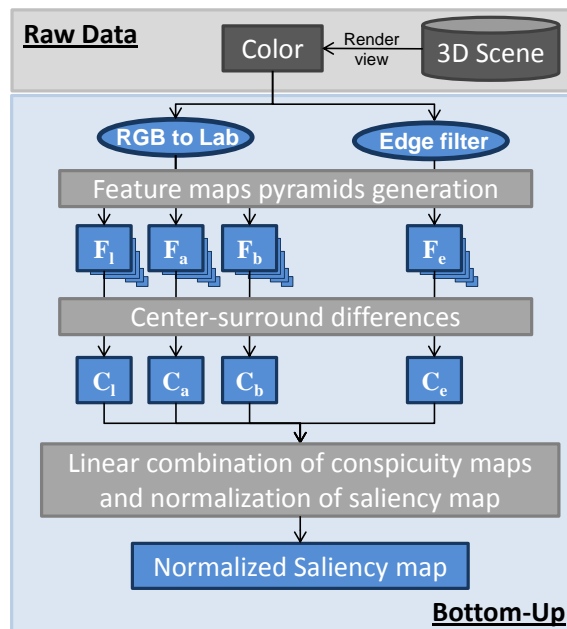 Raw Data
Color
Render
view
3D Scene
RGB to Lab
Edge filter
Feature maps pyramids generation
Fl Fa Fb Fe
Center-surround differences
Cl Ca Cb Ce
Linear combination of conspicuity maps
and normalization of saliency map
Normalized Saliency map
Bottom-Up